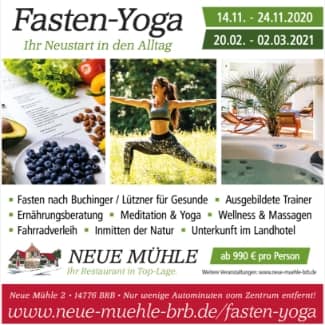 Fasten-Yoga
Ihr Neustart in den Alltag
14.11. - 24.11.2020
20.02. - 02.03.2021
▪ Fasten nach Buchinger / Lützner für Gesunde ▪ Ausgebildete Trainer
▪ Ernährungsberatung ▪ Meditation & Yoga ▪ Wellness & Massagen
▪ Fahrradverleih ▪ Inmitten der Natur ▪ Unterkunft im Landhotel
NEUE MÜHLE
Ihr Restaurant in Top-Lage.
ab 990 € pro Person
Weitere Veranstaltungen: www.neue-muehle-brb.de
Neue Mühle 2 • 14776 BRB • Nur wenige Autominuten vom Zentrum entfernt!
www.neue-muehle-brb.de/fasten-yoga